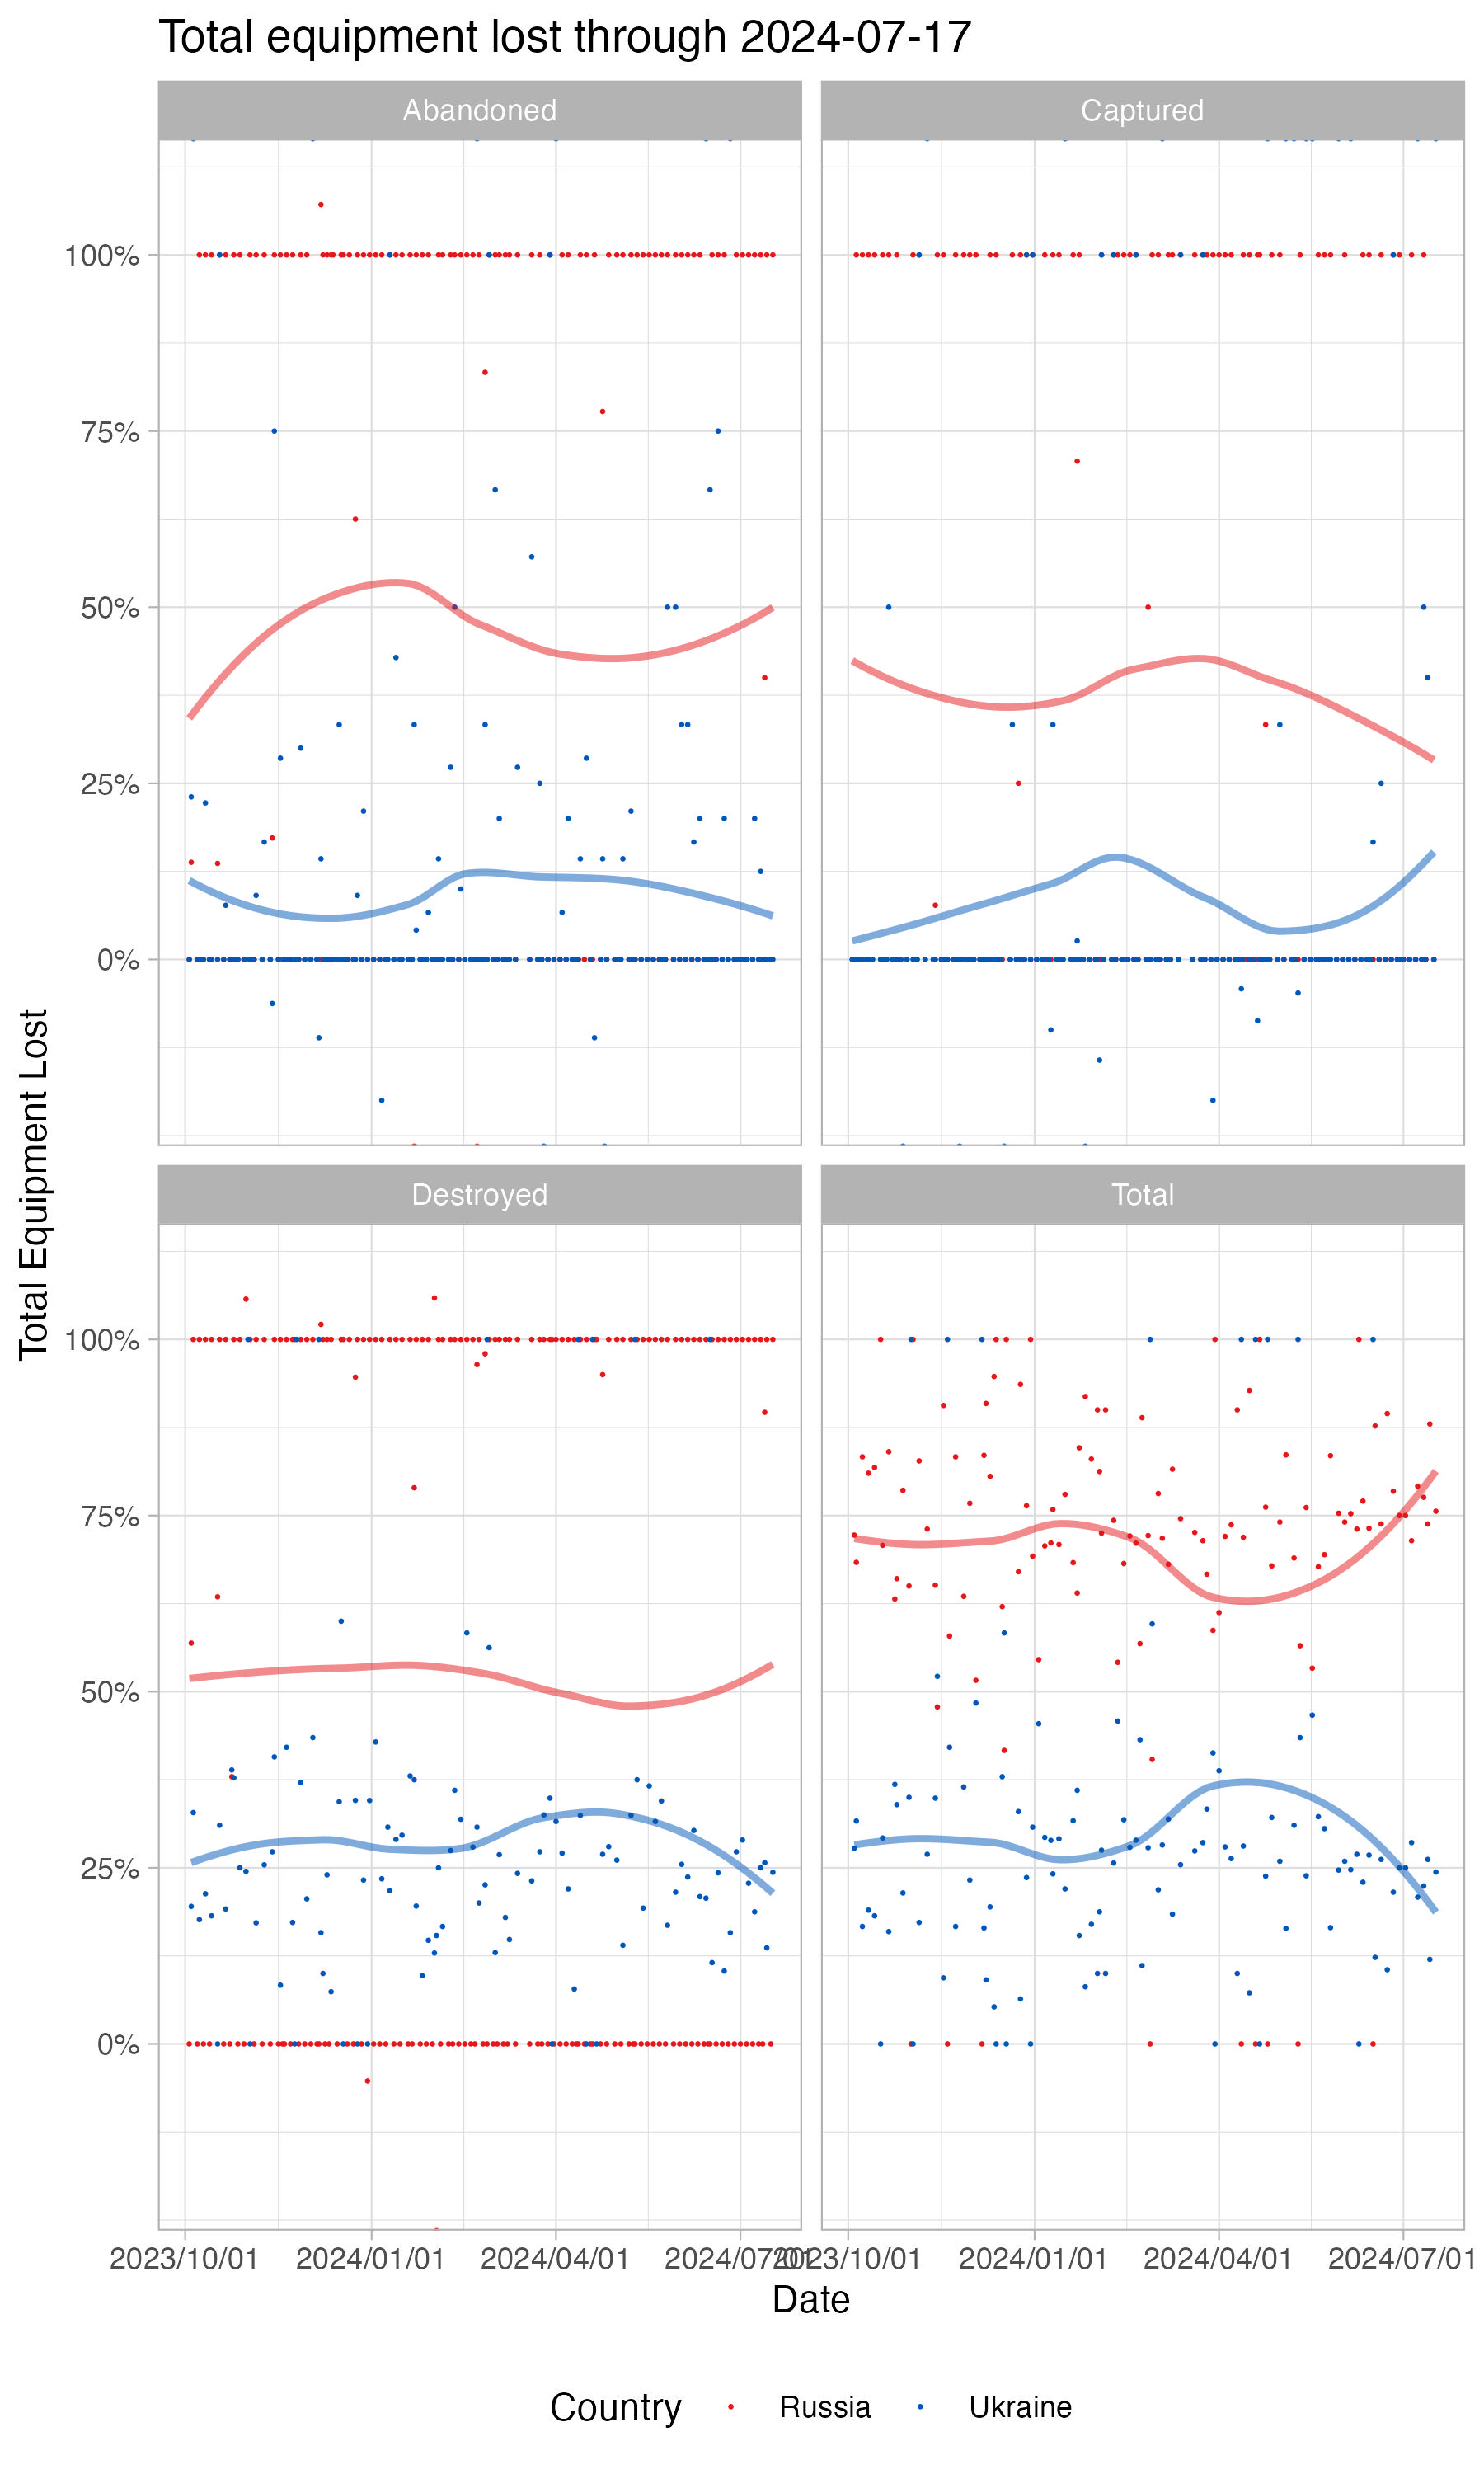 Total equipment lost through 2024-07-17
Abandoned
Captured
100%
75%
50%
25%
0%
Total Equipment Lost
Destroyed
Total
100%
75%
50%
25%
0%
2023/10/01 2024/01/01 2024/04/01 2024/07/01
2023/10/01 2024/01/01 2024/04/01 2024/07/01
Date
Country Russia Ukraine